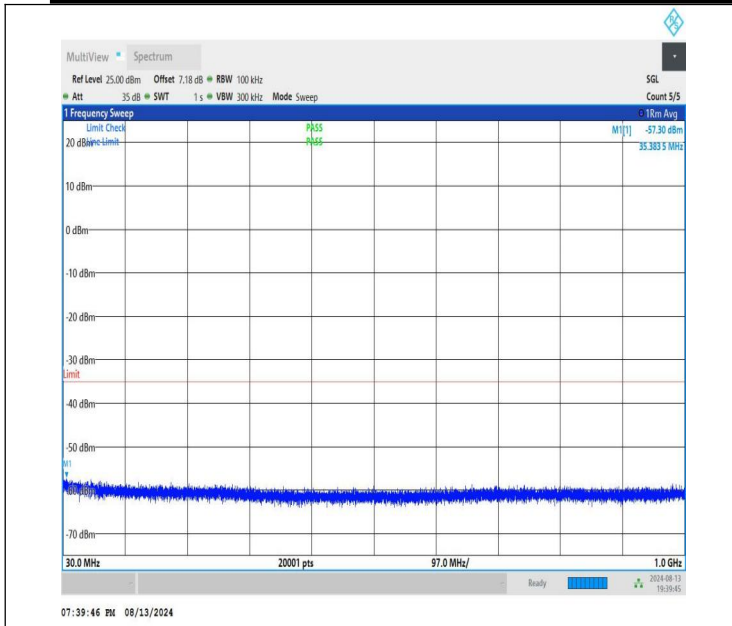 MultiView Spectrum
Ref Level 25.00 dBm Offset 7.18 dB RBW 100 kHz SGL
Att 35 dB SWT 1 s VBW 300 kHz Mode Sweep Count 5/5
1 Frequency Sweep 1Rm Avg
Limit Check PASS M1[1] -57.30 dBm
20 dBm Line Limit PASS 35.383 5 MHz
10 dBm
0 dBm
-10 dBm
-20 dBm
-30 dBm
Limit
-40 dBm
-50 dBm
M1
-60 dBm
-70 dBm
30.0 MHz 20001 pts 97.0 MHz/ 1.0 GHz
Ready 2024-08-13
19:39:45
07:39:46 PM 08/13/2024